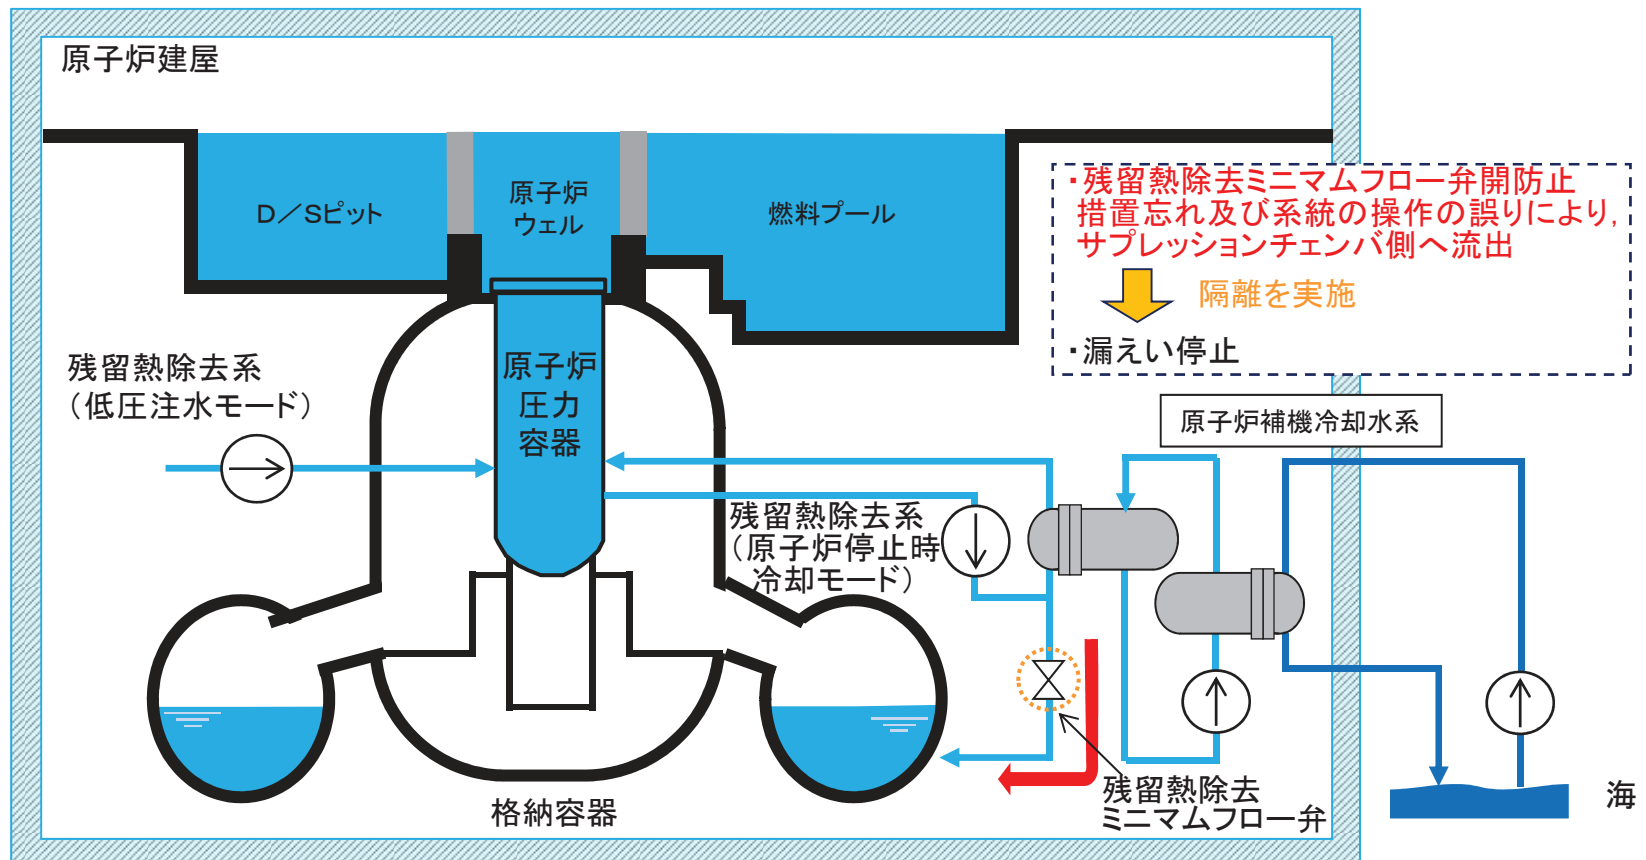 原子炉建屋
D/Sピット
原子炉
ウェル
燃料プール
・残留熱除去ミニマムフロー弁開防止
措置忘れ及び系統の操作の誤りにより,
サプレッションチェンバ側へ流出
隔離を実施
・漏えい停止
残留熱除去系
(低圧注水モード)
原子炉
圧力
容器
原子炉補機冷却水系
残留熱除去系
(原子炉停止時
冷却モード)
残留熱除去
ミニマムフロー弁
格納容器
海